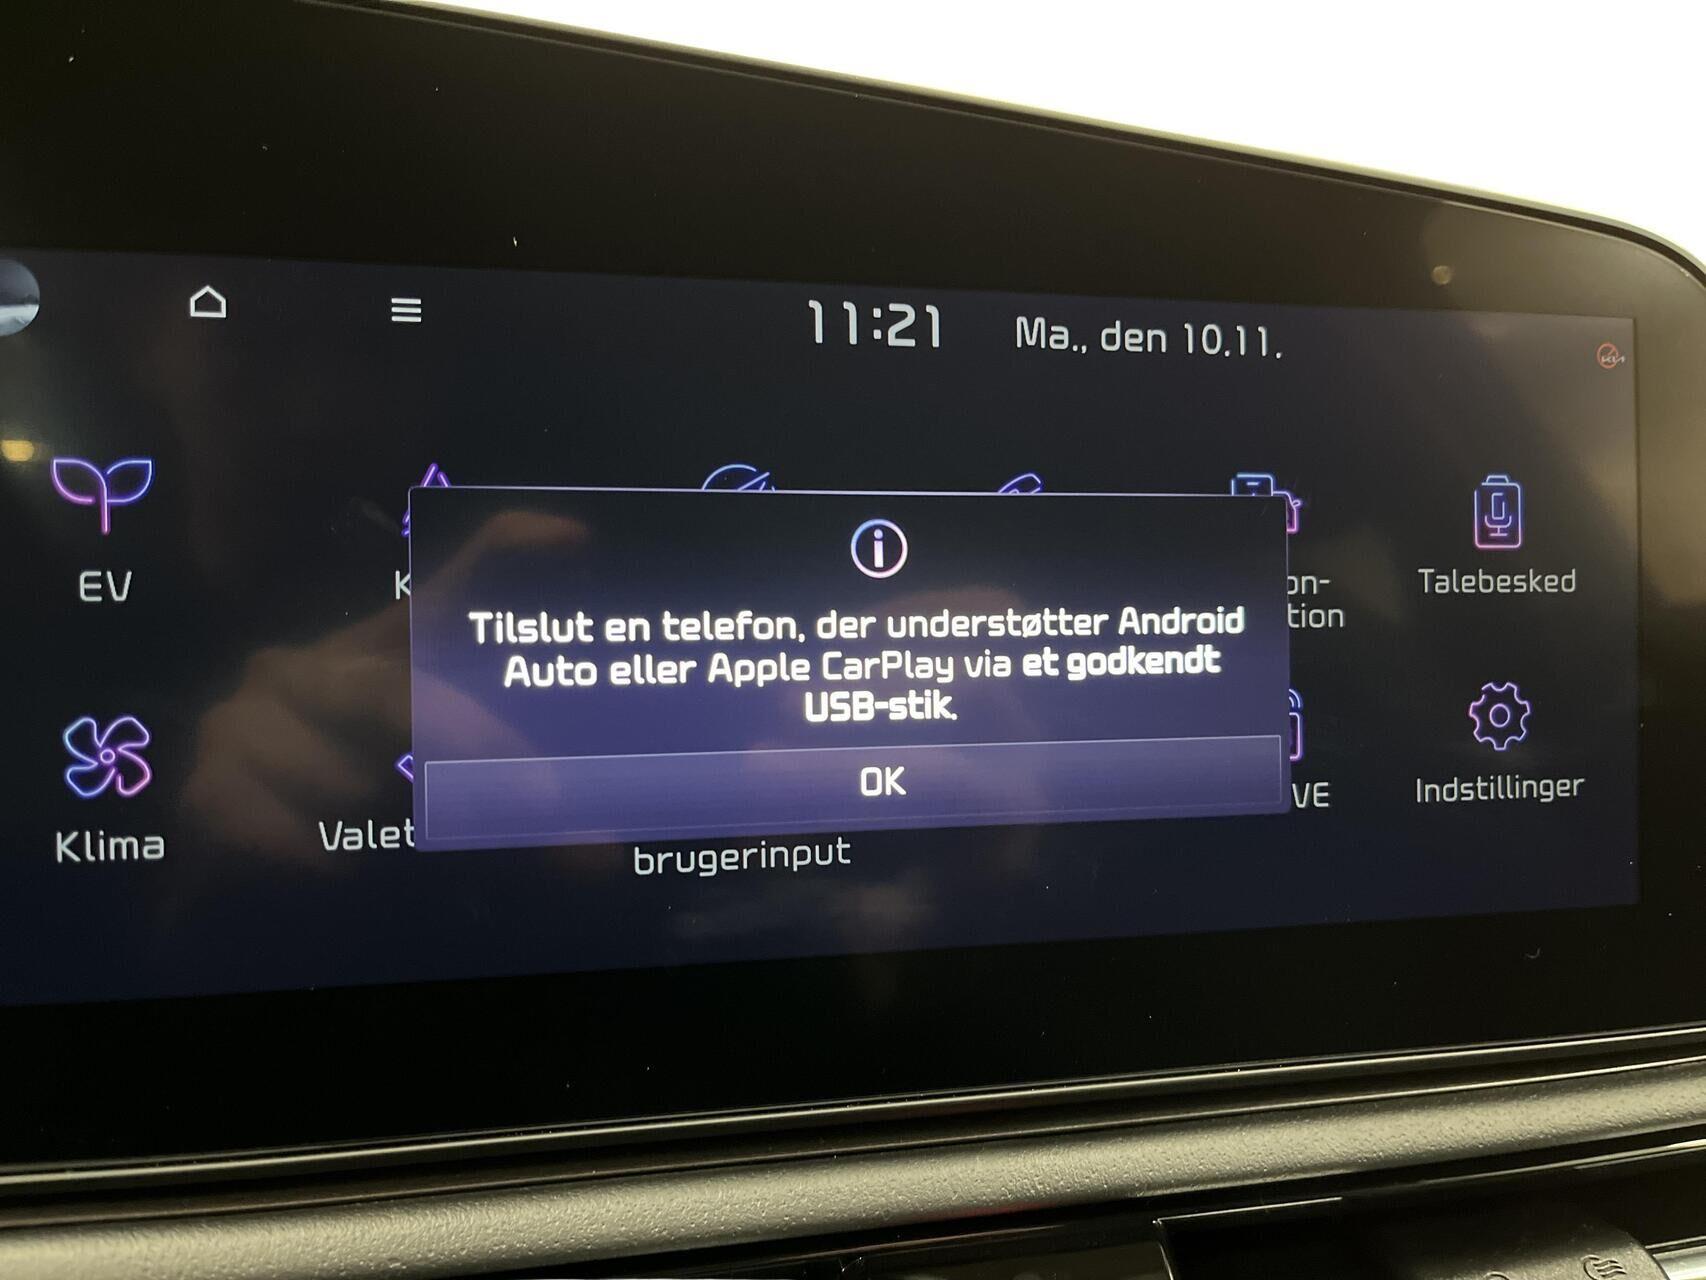 11:21 Ma., den 10.11.
EV
Talebesked
Tilslut en telefon, der understøtter Android
Auto eller Apple CarPlay via et godkendt
USB-stik.
OK
Klima
Valet
brugerinput
Indstillinger